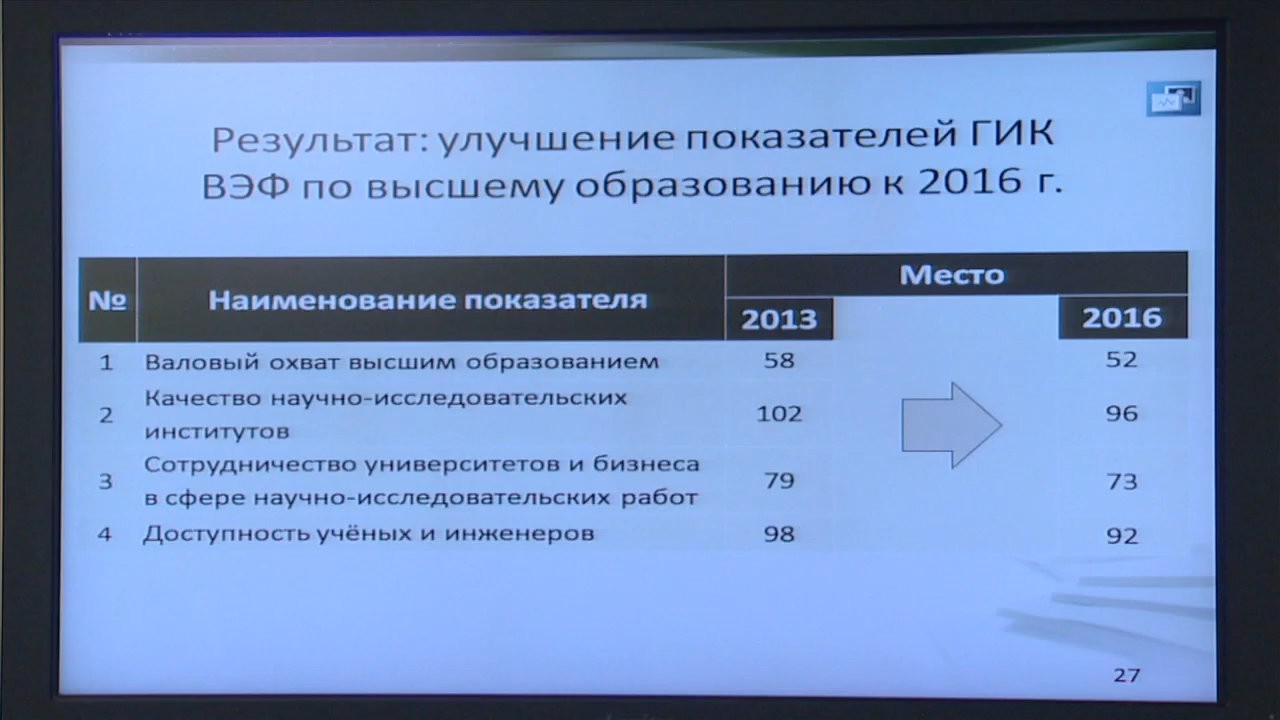 Результат: улучшение показателей ГИК
ВЭФ по высшему образованию к 2016 г.
№ Наименование показателя Место
2013 2016
1 Валовый охват высшим образованием 58 52
2 Качество научно-исследовательских
институтов 102 96
3 Сотрудничество университетов и бизнеса
в сфере научно-исследовательских работ 79 73
4 Доступность учёных и инженеров 98 92
27